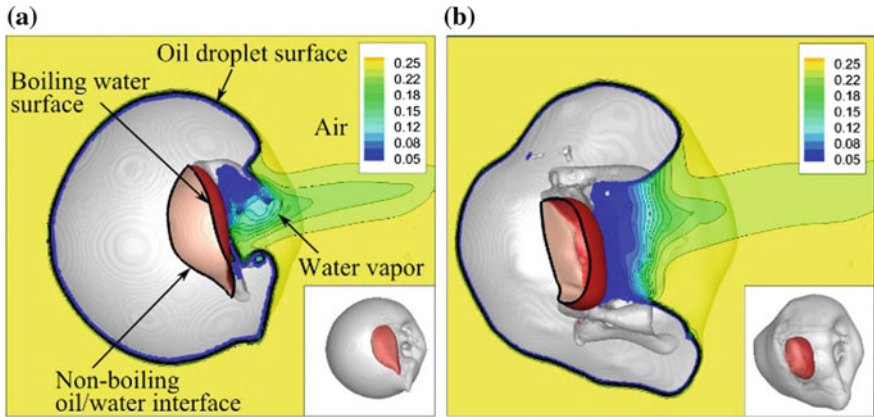 (a)
Oil droplet surface
Boiling water
surface
Air
0.25
0.22
0.18
0.15
0.12
0.08
0.05
Water vapor
Non-boiling
oil/water interface
(b)
0.25
0.22
0.18
0.15
0.12
0.08
0.05